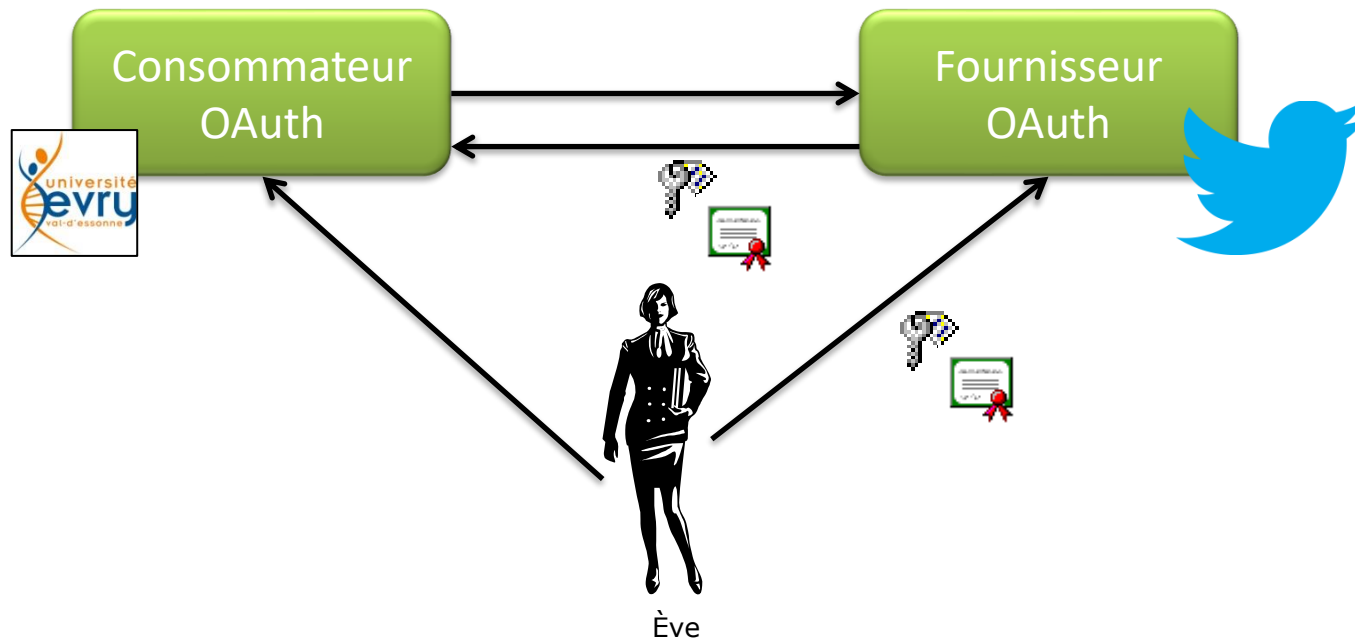 Consommateur
OAuth
Fournisseur
OAuth
université
evry
val-d'essonne
Ève